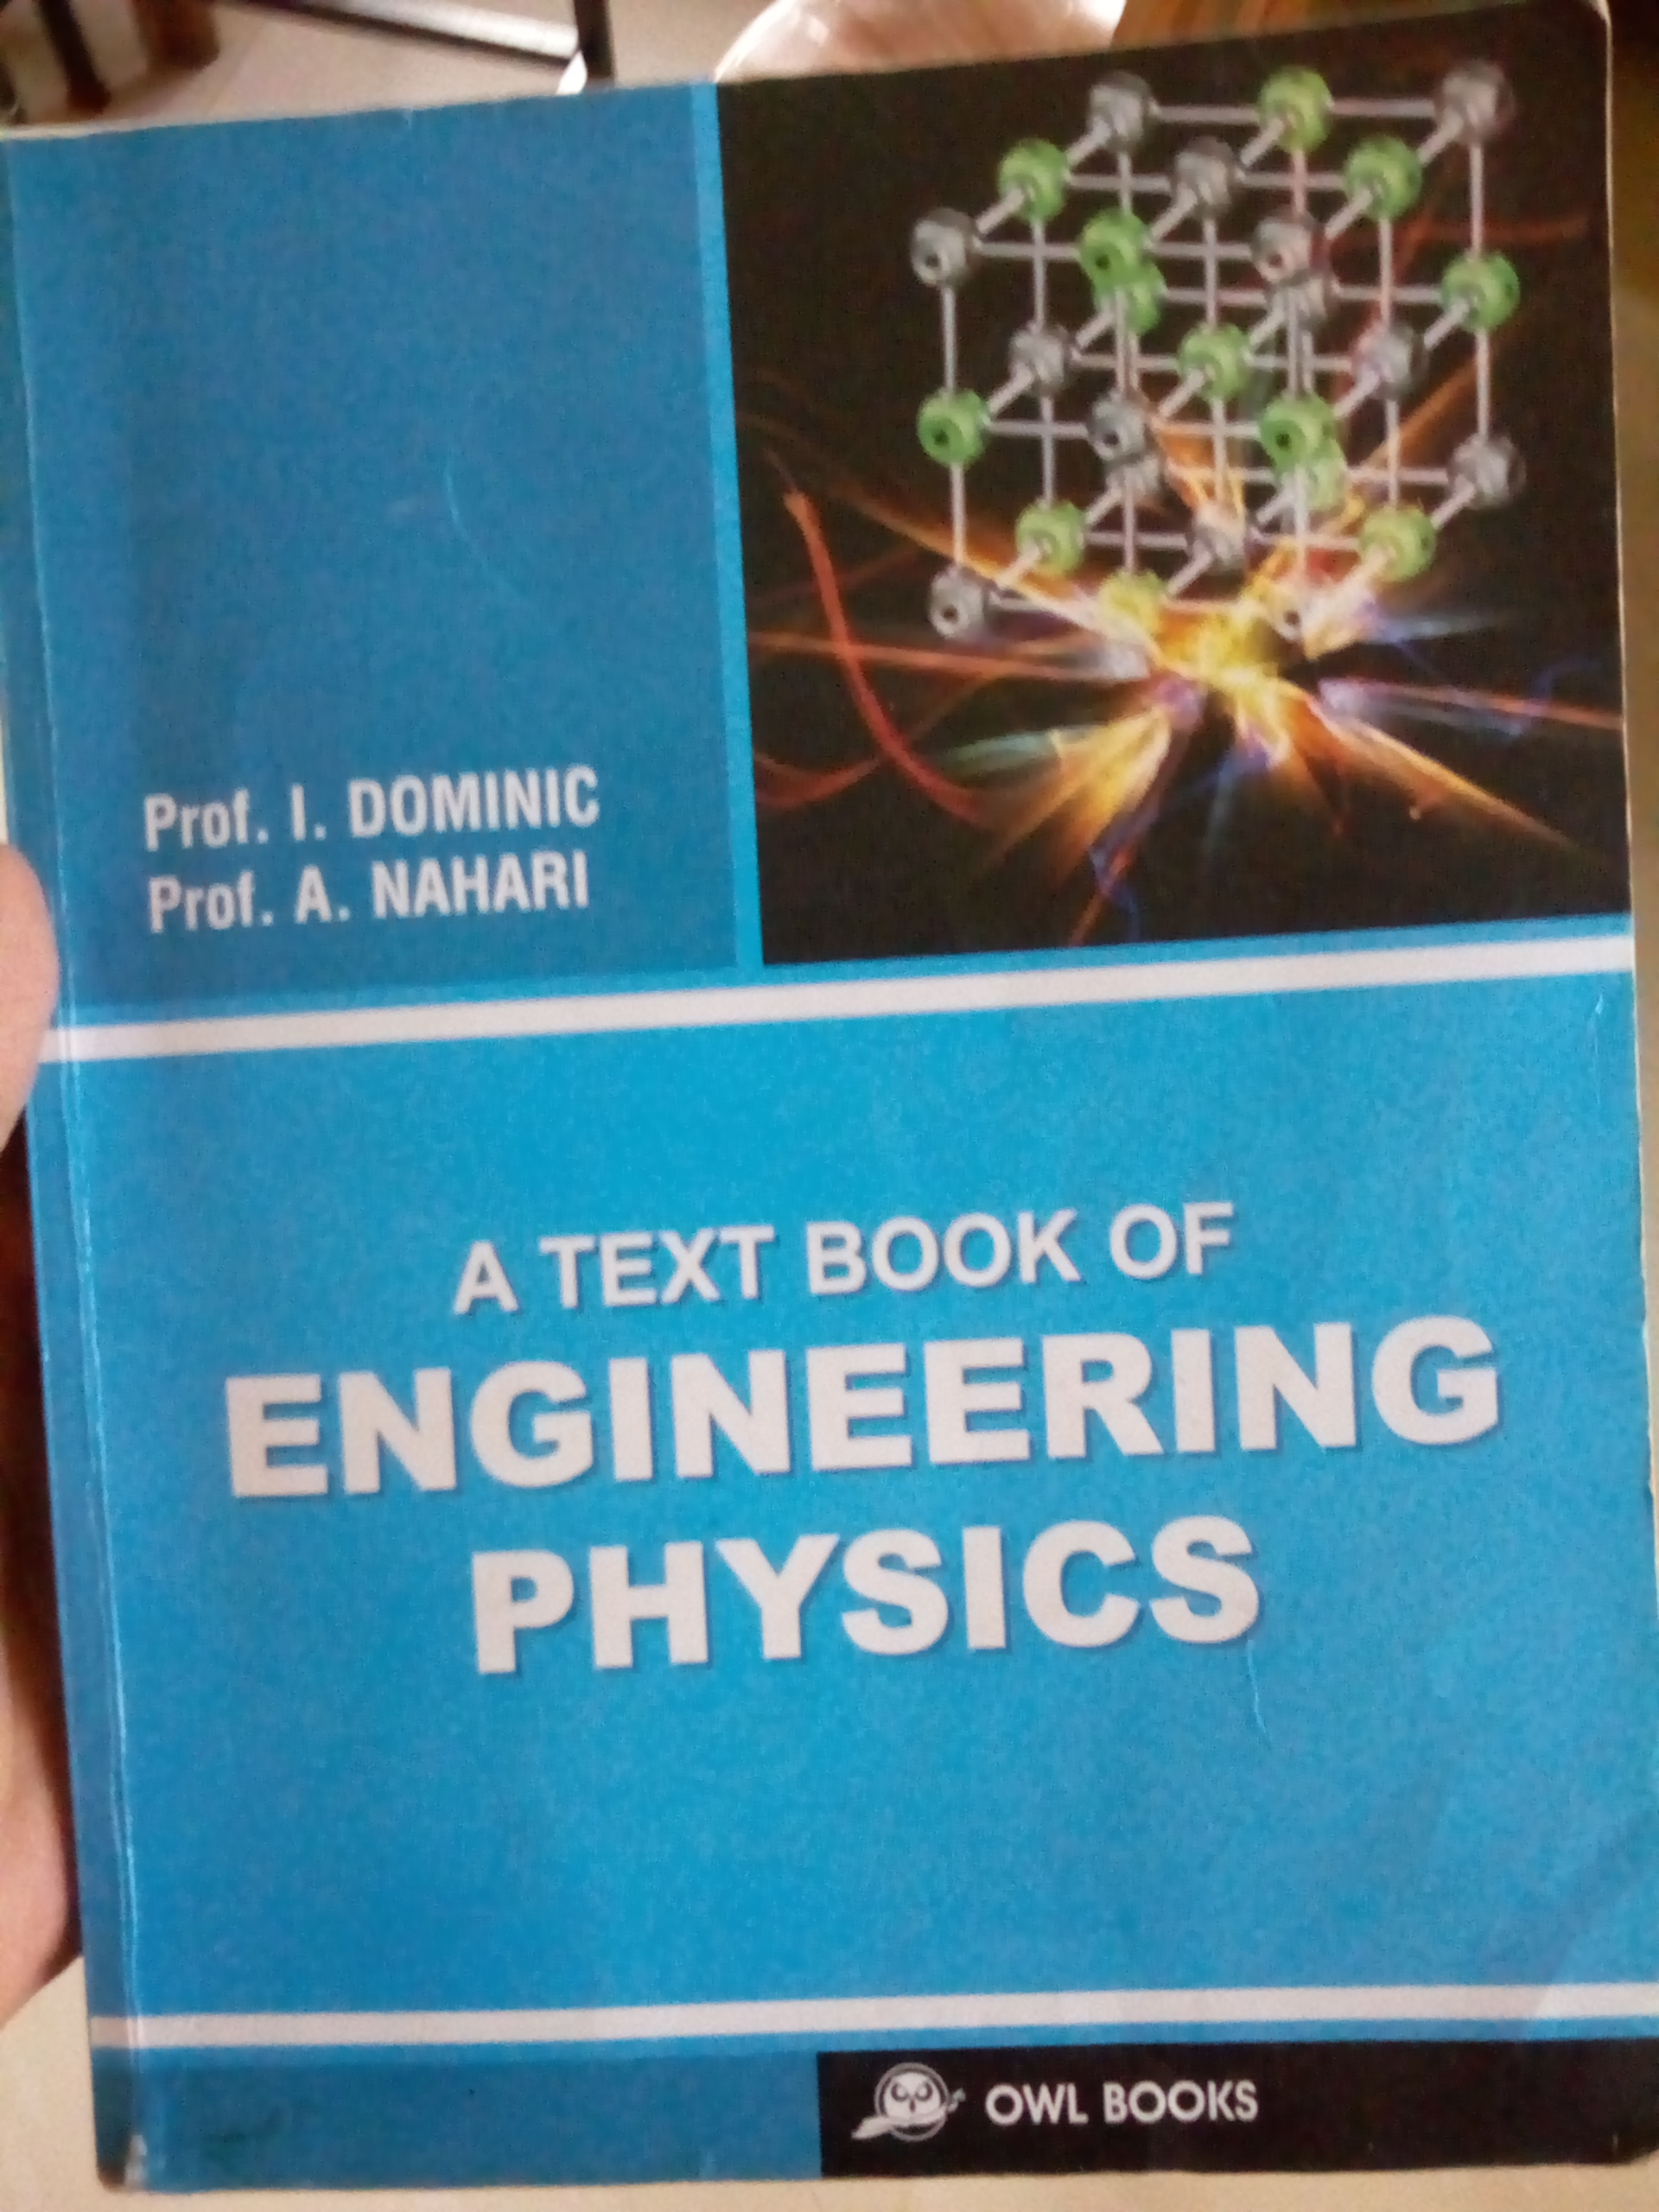 Prof. I. DOMINIC
Prof. A. NAHARI
A TEXT BOOK OF
ENGINEERING
PHYSICS
OWL BOOKS